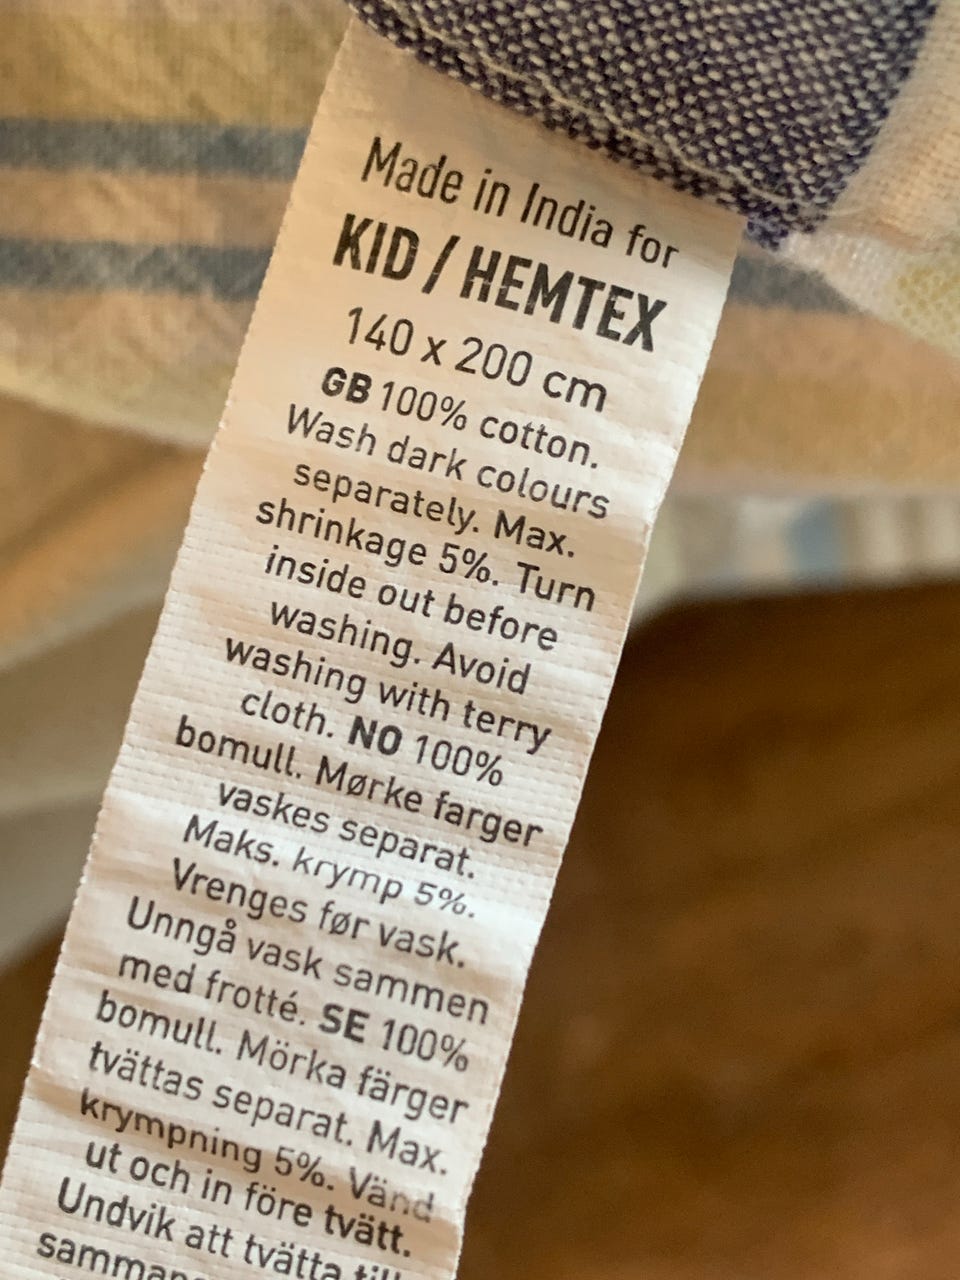 Made in India for
KID / HEMTEX
140 x 200 cm
GB 100% cotton.
Wash dark colours
separately. Max.
shrinkage 5%. Turn
inside out before
washing. Avoid
washing with terry
cloth. NO 100%
bomull. Mørke farger
vaskes separat.
Maks. krymp 5%.
Vrenges før vask.
Unngå vask sammen
med frotté. SE 100%
bomull. Mörka färger
tvättas separat. Max.
krympning 5%. Vänd
ut och in före tvätt.
Undvik att tvätta